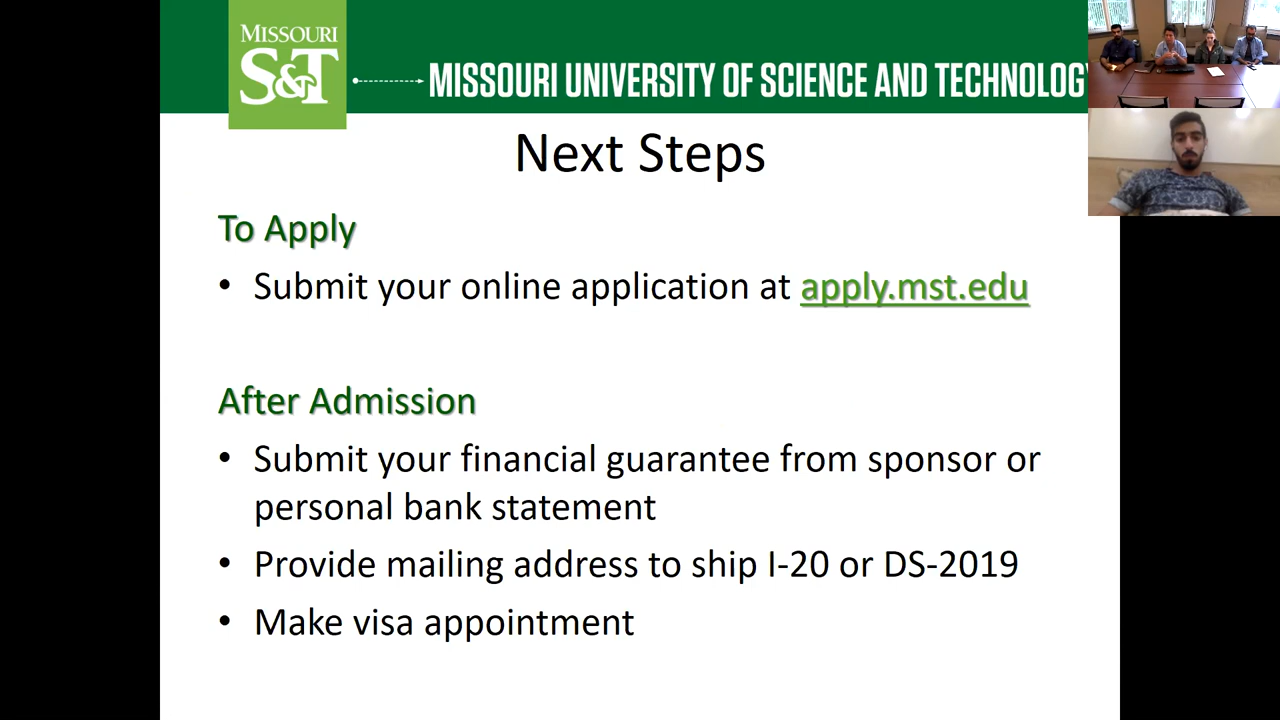 MISSOURI
S&T
MISSOURI UNIVERSITY OF SCIENCE AND TECHNOLOGY
Next Steps
To Apply
• Submit your online application at apply.mst.edu
After Admission
• Submit your financial guarantee from sponsor or
personal bank statement
• Provide mailing address to ship I-20 or DS-2019
• Make visa appointment